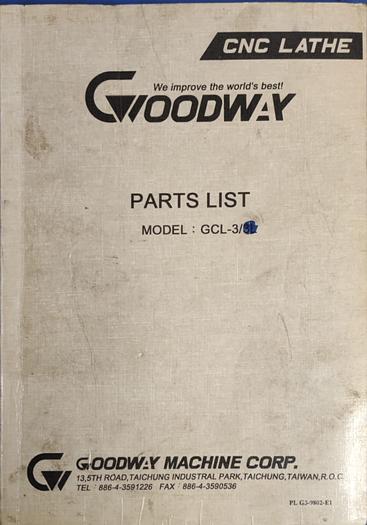 CNC LATHE
We improve the world's best!
GOODWAY
PARTS LIST
MODEL : GCL-3/
GOODWAY MACHINE CORP.
13,5TH ROAD,TAICHUNG INDUSTRAL PARK,TAICHUNG,TAIWAN,R.O.C.
TEL : 886-4-3591226 FAX : 886-4-3590536
PL G3-9802-E1